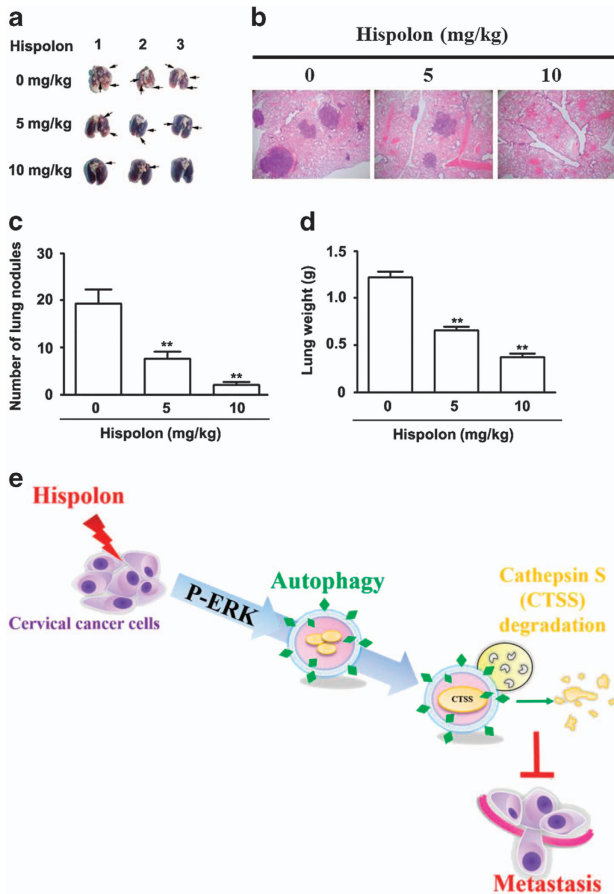 a
Hispolon
1 2 3
0 mg/kg
5 mg/kg
10 mg/kg
b
Hispolon (mg/kg)
0 5 10
c
Number of lung nodules
30
20
10
0
** **
0 5 10
Hispolon (mg/kg)
d
Lung weight (g)
1.5
1.0
0.5
0
** **
0 5 10
Hispolon (mg/kg)
e
Hispolon
Cervical cancer cells
P-ERK
Autophagy
Cathepsin S
(CTSS)
degradation
CTSS
Metastasis